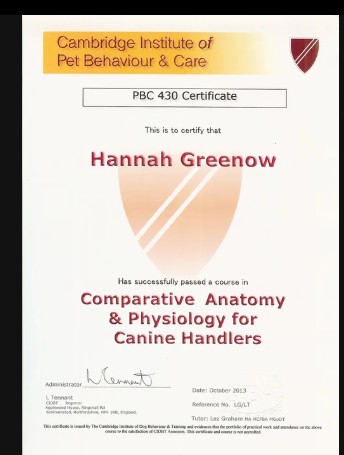 Cambridge Institute of
Pet Behaviour & Care
PBC 430 Certificate
This is to certify that
Hannah Greenow
Has successfully passed a course in
Comparative Anatomy
& Physiology for
Canine Handlers
Administrator
L Tennant
Date: October 2013
Reference No. LG/LT
Tutor: Lez Graham MA
This certificate is issued by The Cambridge Institute of Dog Behaviour & Training and evidences that the portfolio of practical work and attendance on the above
course to the satisfaction of CIDBT Assessors. This certificate and course is not accredited.